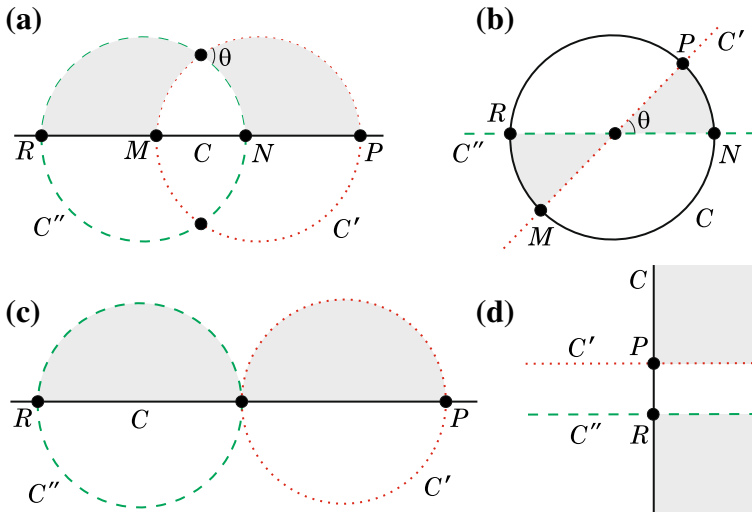 (a)
θ
R M C N P
C″ C′
(b)
P C′
R θ
C″ N
M C
(c)
R C P
C″ C′
(d)
C
C′ P
C″ R